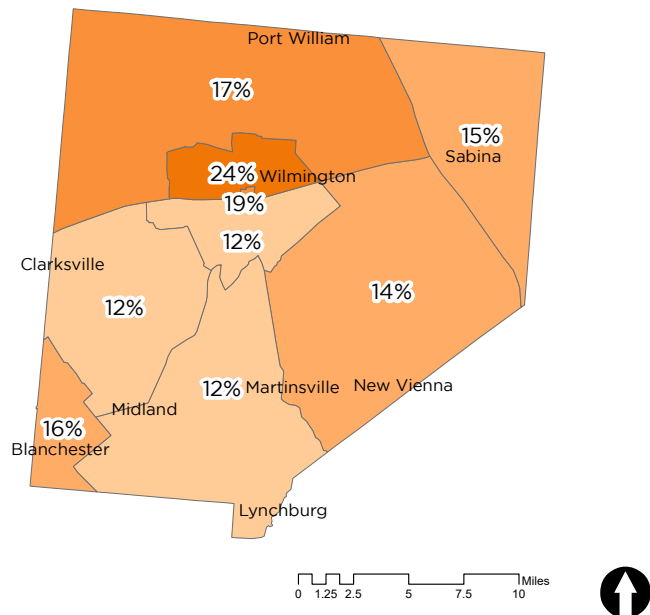 Port William
17%
15%
Sabina
24%
Wilmington
19%
12%
Clarksville
12%
14%
12%
Martinsville
New Vienna
Midland
16%
Blanchester
Lynchburg
Miles
0 1.25 2.5 5 7.5 10